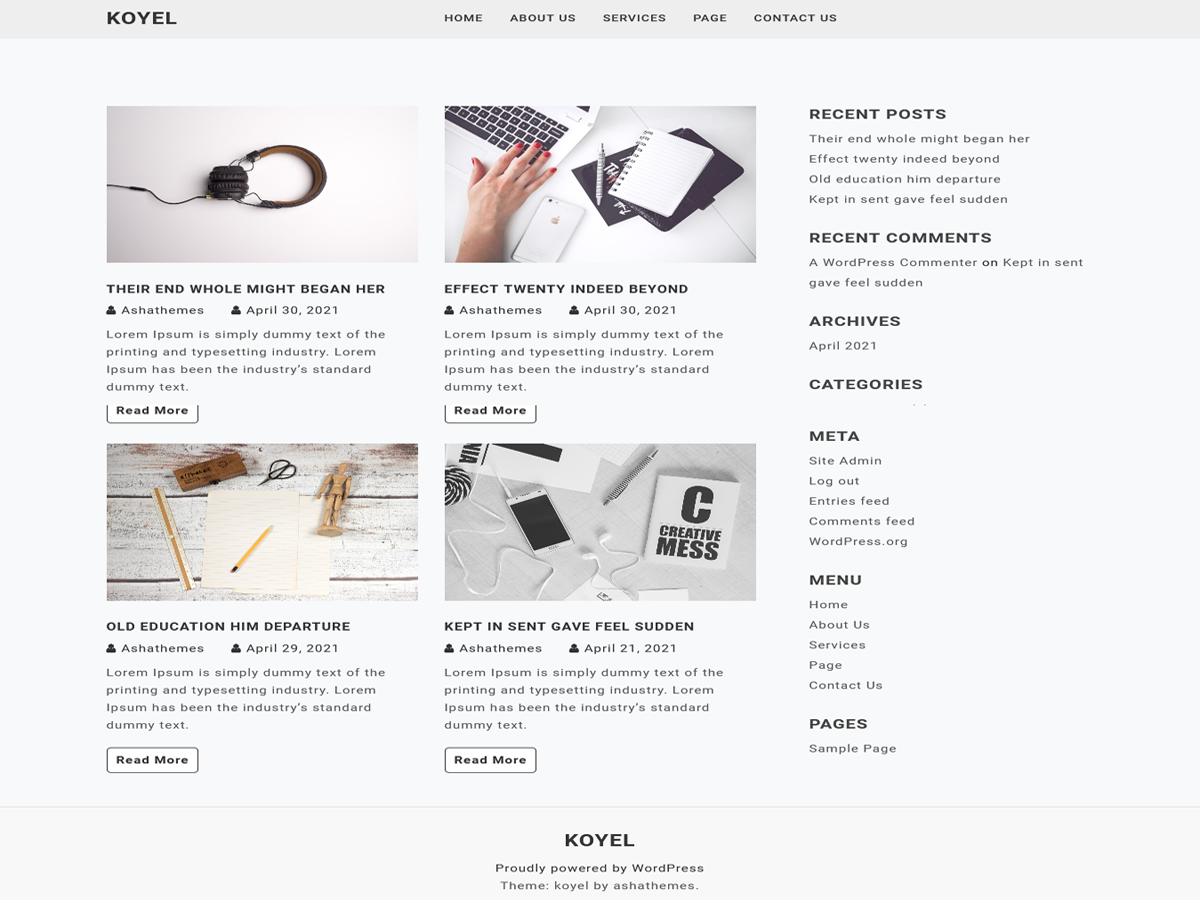 KOYEL
HOME ABOUT US SERVICES PAGE CONTACT US
THEIR END WHOLE MIGHT BEGAN HER
Ashathemes April 30, 2021
Lorem Ipsum is simply dummy text of the
printing and typesetting industry. Lorem
Ipsum has been the industry's standard
dummy text.
Read More
EFFECT TWENTY INDEED BEYOND
Ashathemes April 30, 2021
Lorem Ipsum is simply dummy text of the
printing and typesetting industry. Lorem
Ipsum has been the industry's standard
dummy text.
Read More
OLD EDUCATION HIM DEPARTURE
Ashathemes April 29, 2021
Lorem Ipsum is simply dummy text of the
printing and typesetting industry. Lorem
Ipsum has been the industry's standard
dummy text.
Read More
C
CREATIVE
MESS
KEPT IN SENT GAVE FEEL SUDDEN
Ashathemes April 21, 2021
Lorem Ipsum is simply dummy text of the
printing and typesetting industry. Lorem
Ipsum has been the industry's standard
dummy text.
Read More
RECENT POSTS
Their end whole might began her
Effect twenty indeed beyond
Old education him departure
Kept in sent gave feel sudden
RECENT COMMENTS
A WordPress Commenter on Kept in sent
gave feel sudden
ARCHIVES
April 2021
CATEGORIES
META
Site Admin
Log out
Entries feed
Comments feed
WordPress.org
MENU
Home
About Us
Services
Page
Contact Us
PAGES
Sample Page
KOYEL
Proudly powered by WordPress
Theme: koyel by ashathemes.